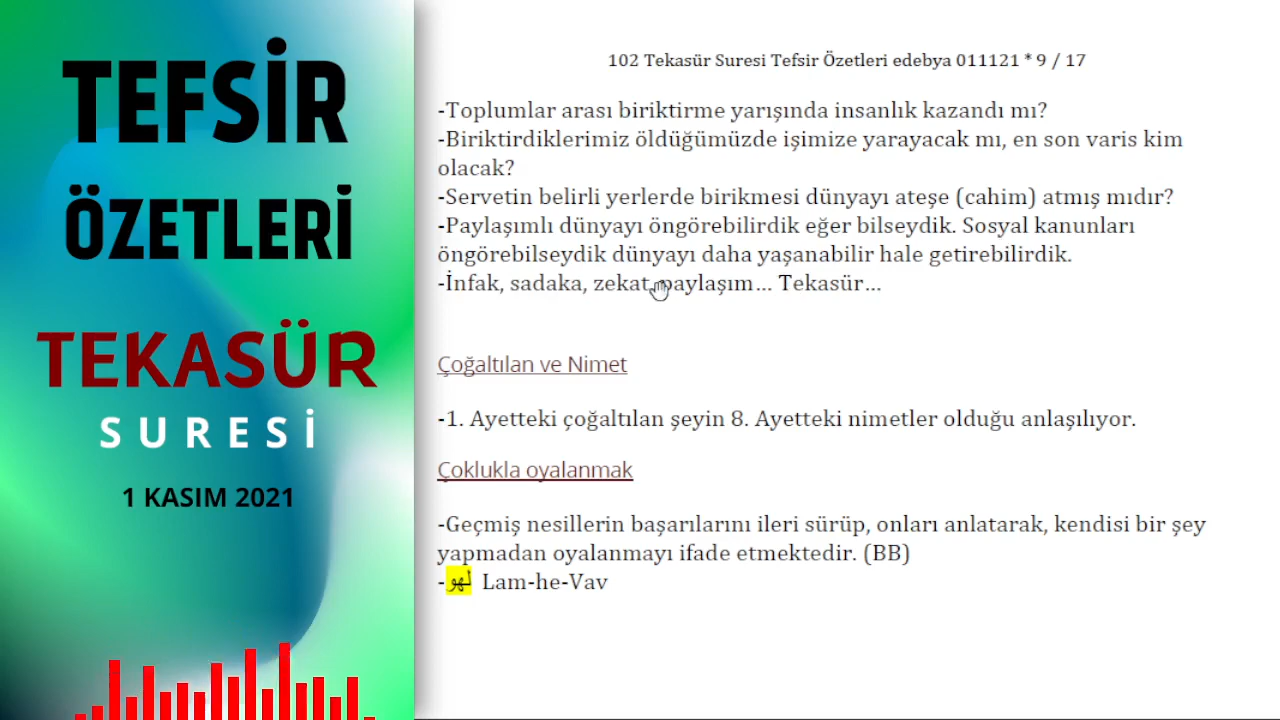 TEFSİR
ÖZETLERİ
TEKASÜR
SURESİ
1 KASIM 2021
102 Tekasür Suresi Tefsir Özetleri edebya 011121 * 9 / 17
-Toplumlar arası biriktirme yarışında insanlık kazandı mı?
-Biriktirdiklerimiz öldüğümüzde işimize yarayacak mı, en son varis kim
olacak?
-Servetin belirli yerlerde birikmesi dünyayı ateşe (cahim) atmış mıdır?
-Paylaşımlı dünyayı öngörebilirdik eğer bilseydik. Sosyal kanunları
öngörebilseydik dünyayı daha yaşanabilir hale getirebilirdik.
-İnfak, sadaka, zekat, paylaşım... Tekasür...
Çoğaltılan ve Nimet
-1. Ayetteki çoğaltılan şeyin 8. Ayetteki nimetler olduğu anlaşılıyor.
Çoklukla oyalanmak
-Geçmiş nesillerin başarılarını ileri sürüp, onları anlatarak, kendisi bir şey
yapmadan oyalanmayı ifade etmektedir. (BB)
-لهو Lam-he-Vav